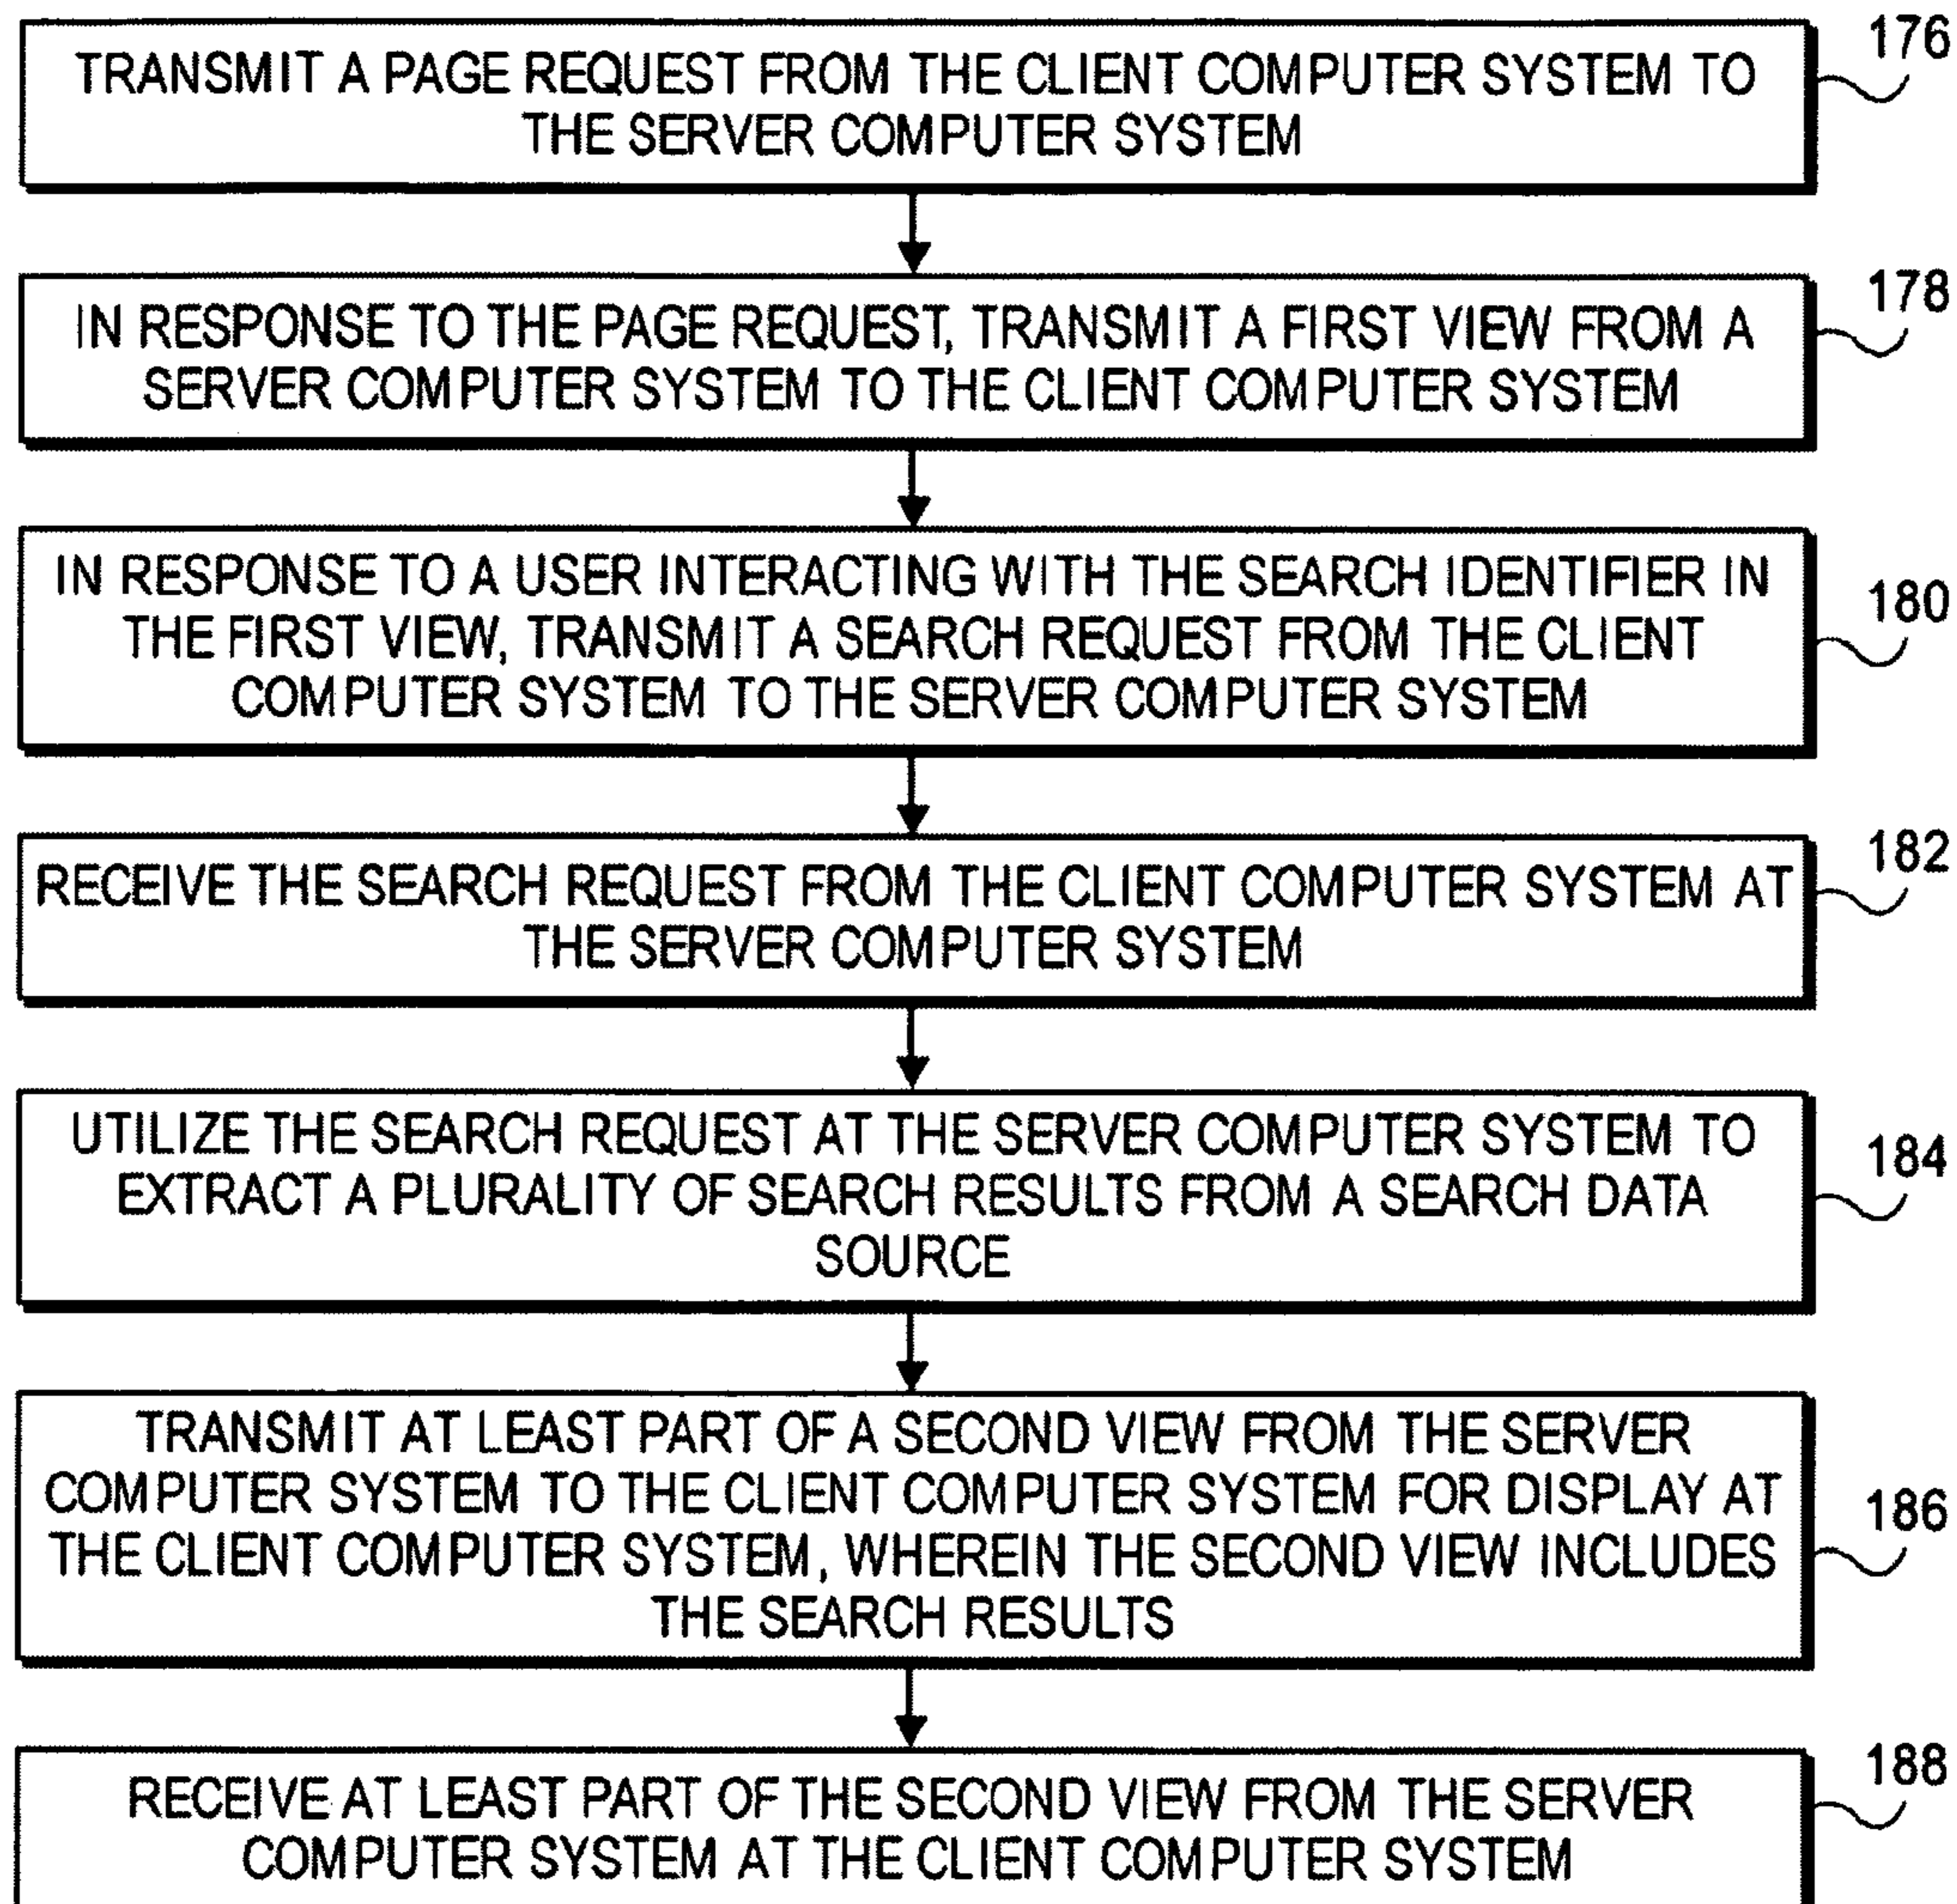 176
TRANSMIT A PAGE REQUEST FROM THE CLIENT COMPUTER SYSTEM TO
THE SERVER COMPUTER SYSTEM
178
IN RESPONSE TO THE PAGE REQUEST, TRANSMIT A FIRST VIEW FROM A
SERVER COMPUTER SYSTEM TO THE CLIENT COMPUTER SYSTEM
180
IN RESPONSE TO A USER INTERACTING WITH THE SEARCH IDENTIFIER IN
THE FIRST VIEW, TRANSMIT A SEARCH REQUEST FROM THE CLIENT
COMPUTER SYSTEM TO THE SERVER COMPUTER SYSTEM
182
RECEIVE THE SEARCH REQUEST FROM THE CLIENT COMPUTER SYSTEM AT
THE SERVER COMPUTER SYSTEM
184
UTILIZE THE SEARCH REQUEST AT THE SERVER COMPUTER SYSTEM TO
EXTRACT A PLURALITY OF SEARCH RESULTS FROM A SEARCH DATA
SOURCE
186
TRANSMIT AT LEAST PART OF A SECOND VIEW FROM THE SERVER
COMPUTER SYSTEM TO THE CLIENT COMPUTER SYSTEM FOR DISPLAY AT
THE CLIENT COMPUTER SYSTEM, WHEREIN THE SECOND VIEW INCLUDES
THE SEARCH RESULTS
188
RECEIVE AT LEAST PART OF THE SECOND VIEW FROM THE SERVER
COMPUTER SYSTEM AT THE CLIENT COMPUTER SYSTEM